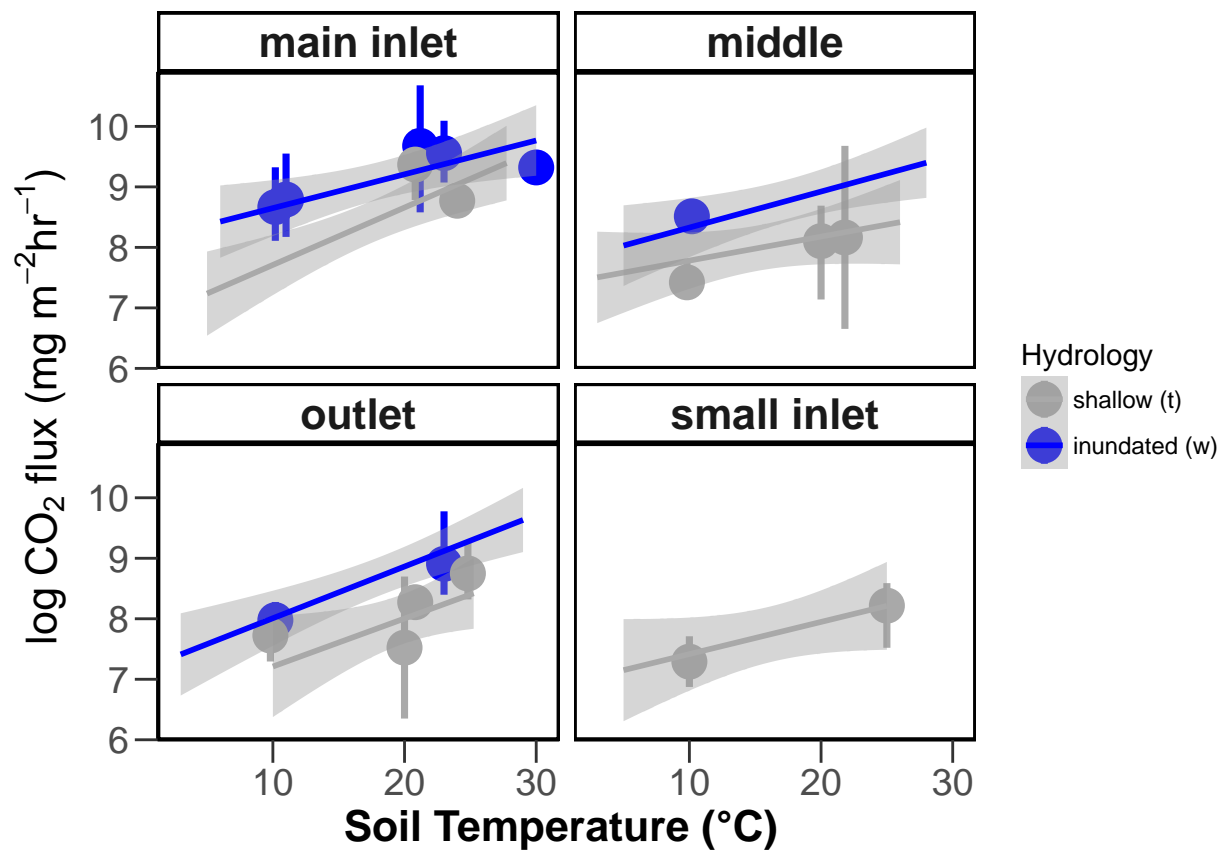 main inlet
middle
10
9
8
7
6
outlet
small inlet
10
9
8
7
6
10
20
30
10
20
30
Soil Temperature (°C)
log CO₂ flux (mg m⁻²hr⁻¹)
Hydrology
shallow (t)
inundated (w)